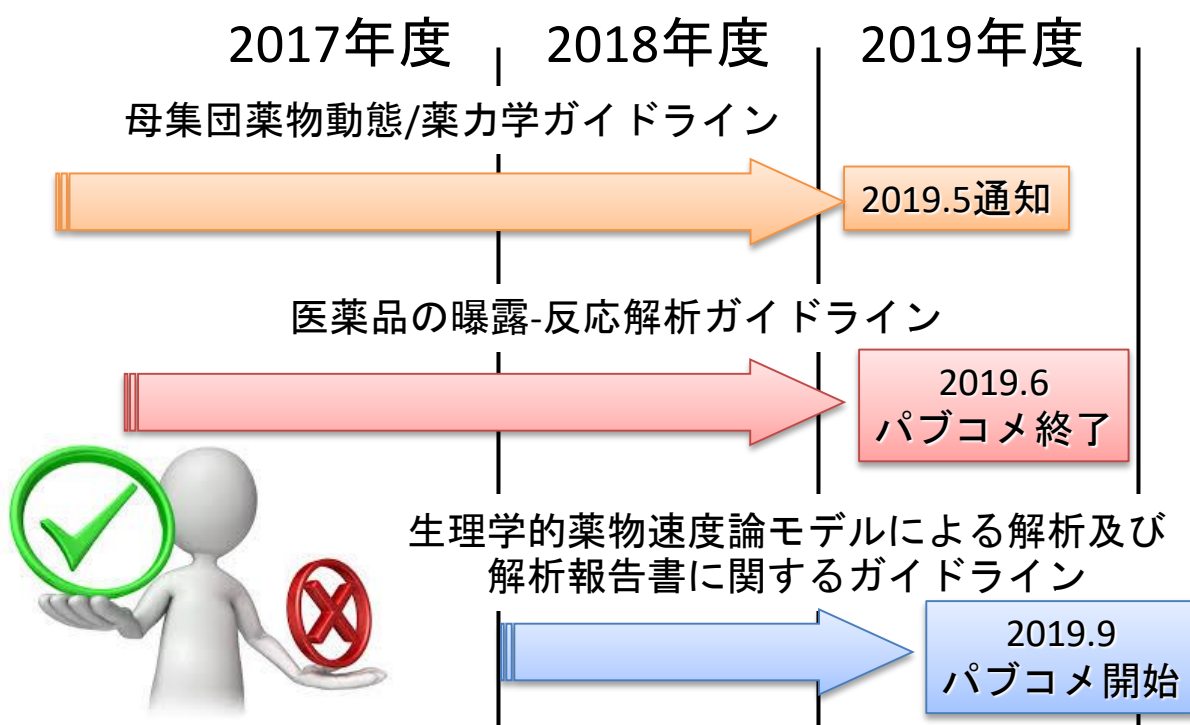 2017年度 2018年度 2019年度
母集団薬物動態/薬力学ガイドライン
2019.5通知
医薬品の曝露-反応解析ガイドライン
2019.6
パブコメ終了
生理学的薬物速度論モデルによる解析及び
解析報告書に関するガイドライン
2019.9
パブコメ開始